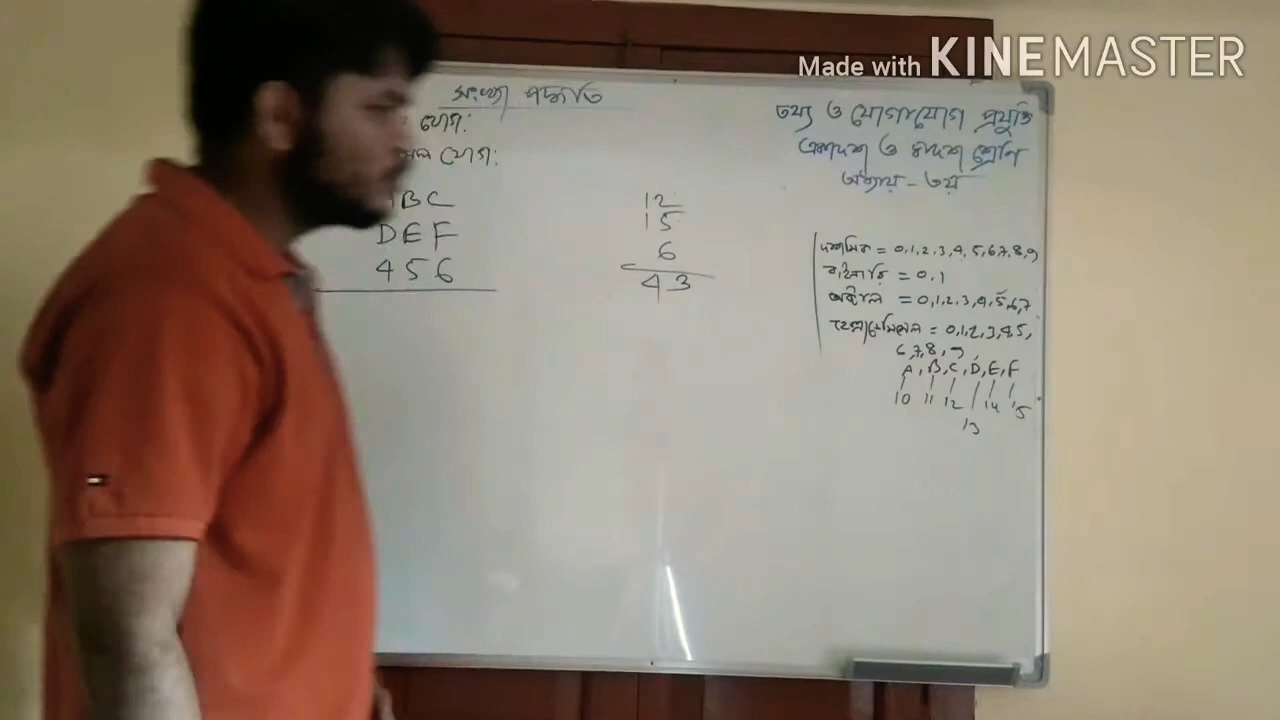 Made with KINEMASTER
সংখ্যা পদ্ধতি
যোগ:
যোগ:
তথ্য ও যোগাযোগ প্রযুক্তি
একাদশ ও দ্বাদশ শ্রেণি
অধ্যায় - ৩য়
BC
DEF
456
12
15
6
43
দশমিক = 0,1,2,3,4,5,6,7,8,9
বাইনারি = 0,1
অক্টাল = 0,1,2,3,4,5,6,7
হেক্সাডেসিমেল = 0,1,2,3,4,5,
6,7,8,9,
A,B,C,D,E,F
10 11 12 14 15
13